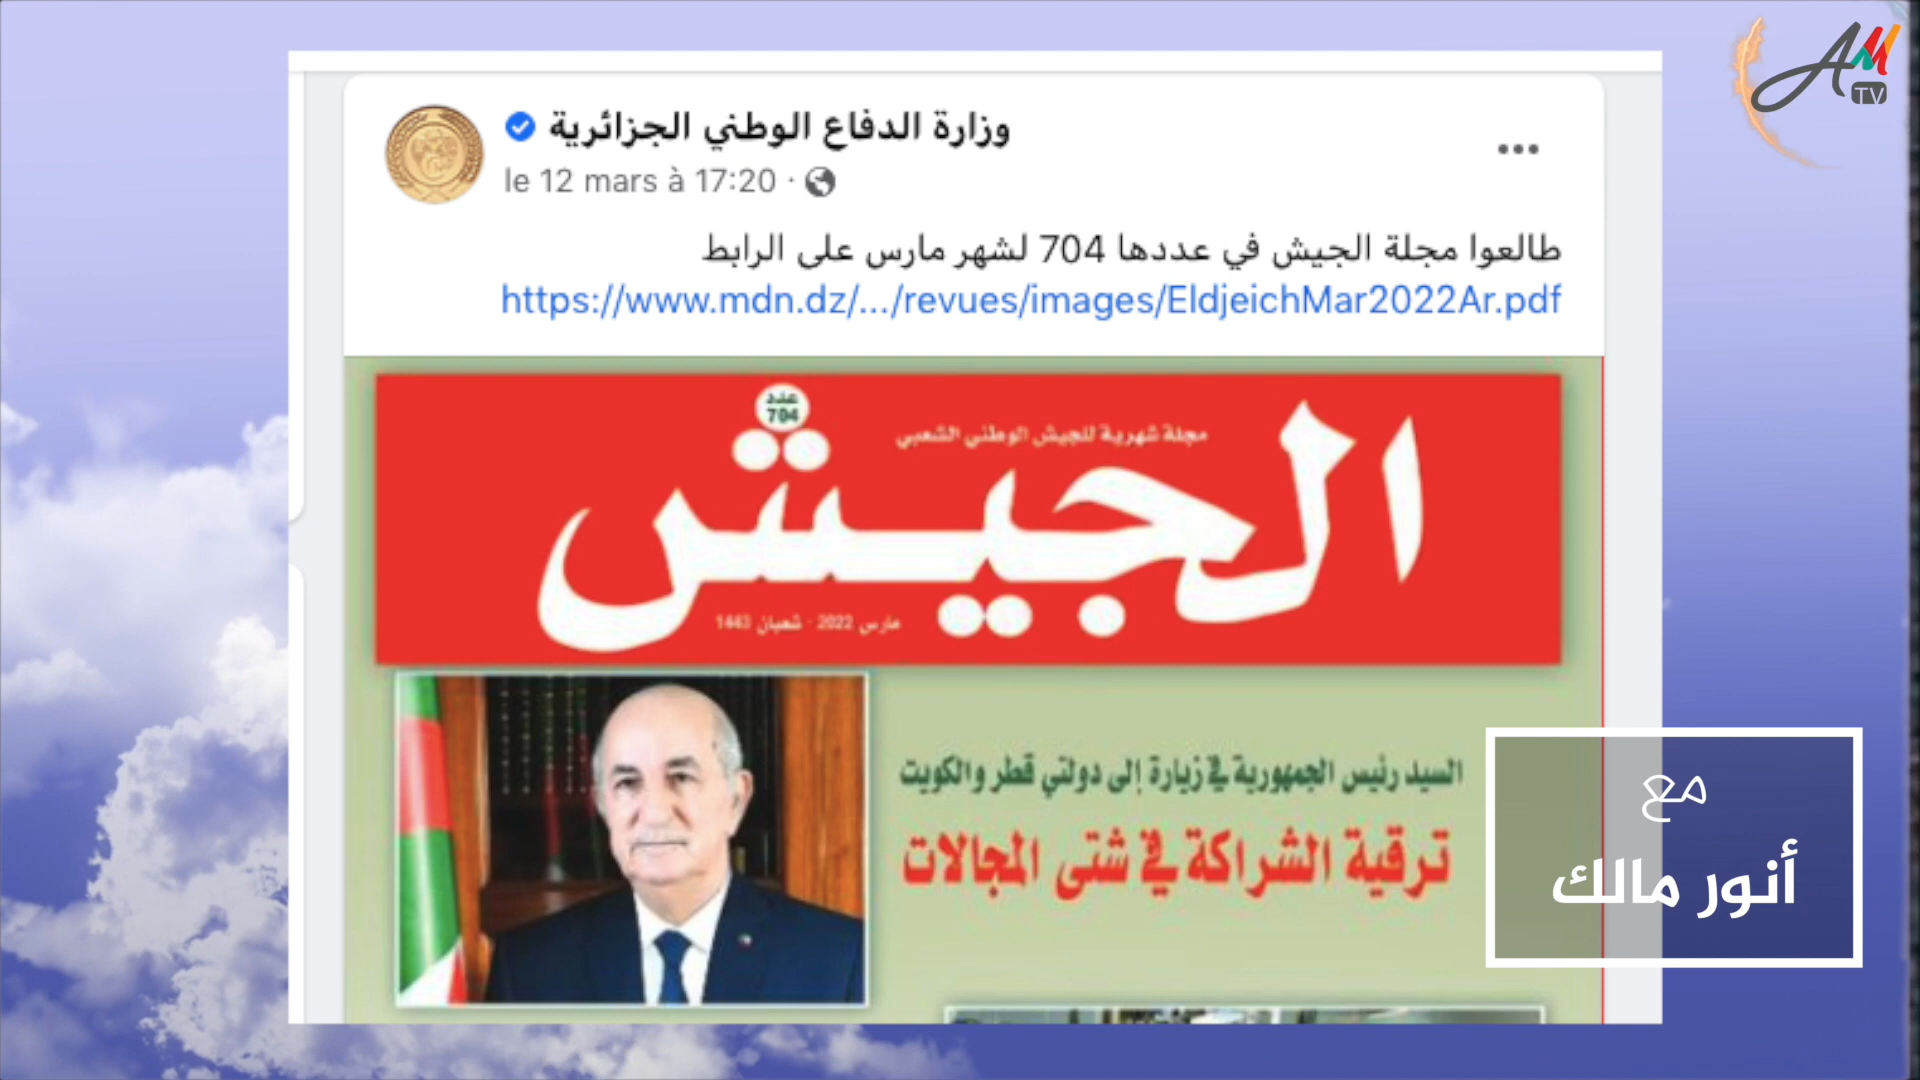 AM
TV
وزارة الدفاع الوطني الجزائرية
le 12 mars à 17:20
طالعوا مجلة الجيش في عددها 704 لشهر مارس على الرابط
https://www.mdn.dz/.../revues/images/EldjeichMar2022Ar.pdf
عدد
704
مجلة شهرية للجيش الوطني الشعبي
الجيش
مارس 2022 - شعبان 1443
السيد رئيس الجمهورية في زيارة إلى دولتي قطر والكويت
ترقية الشراكة في شتى المجالات
مع
أنور مالك